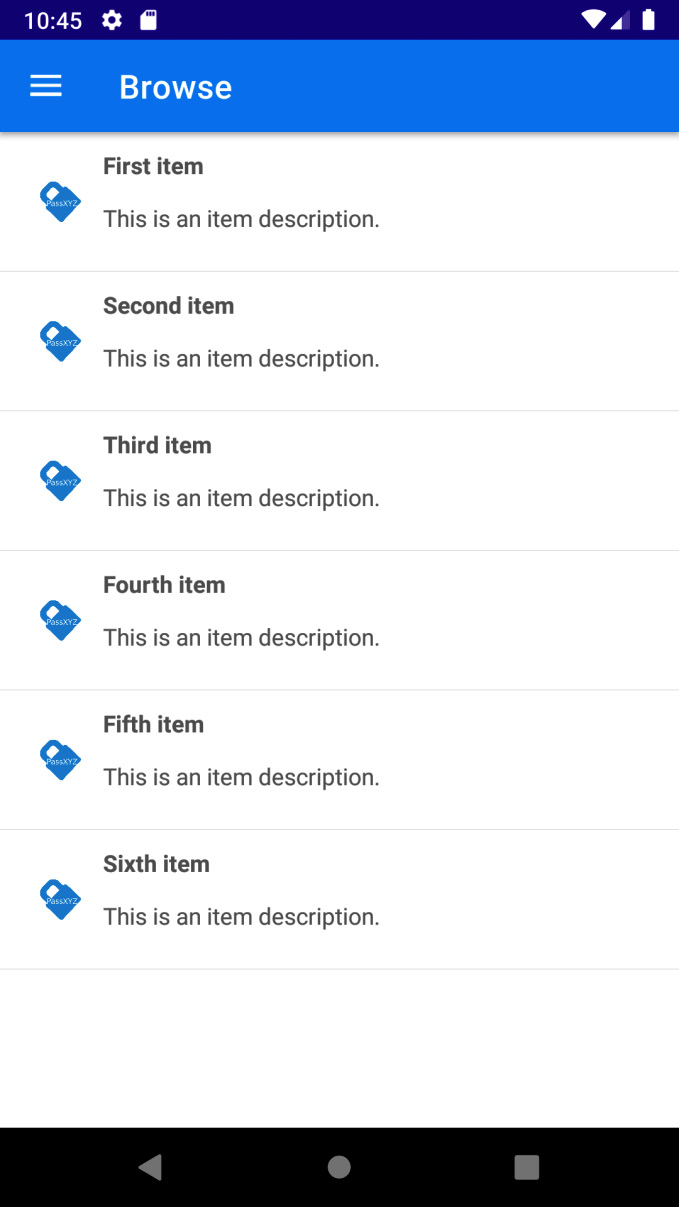 10:45
Browse
First item
PassXYZ
This is an item description.
Second item
PassXYZ
This is an item description.
Third item
PassXYZ
This is an item description.
Fourth item
PassXYZ
This is an item description.
Fifth item
PassXYZ
This is an item description.
Sixth item
PassXYZ
This is an item description.